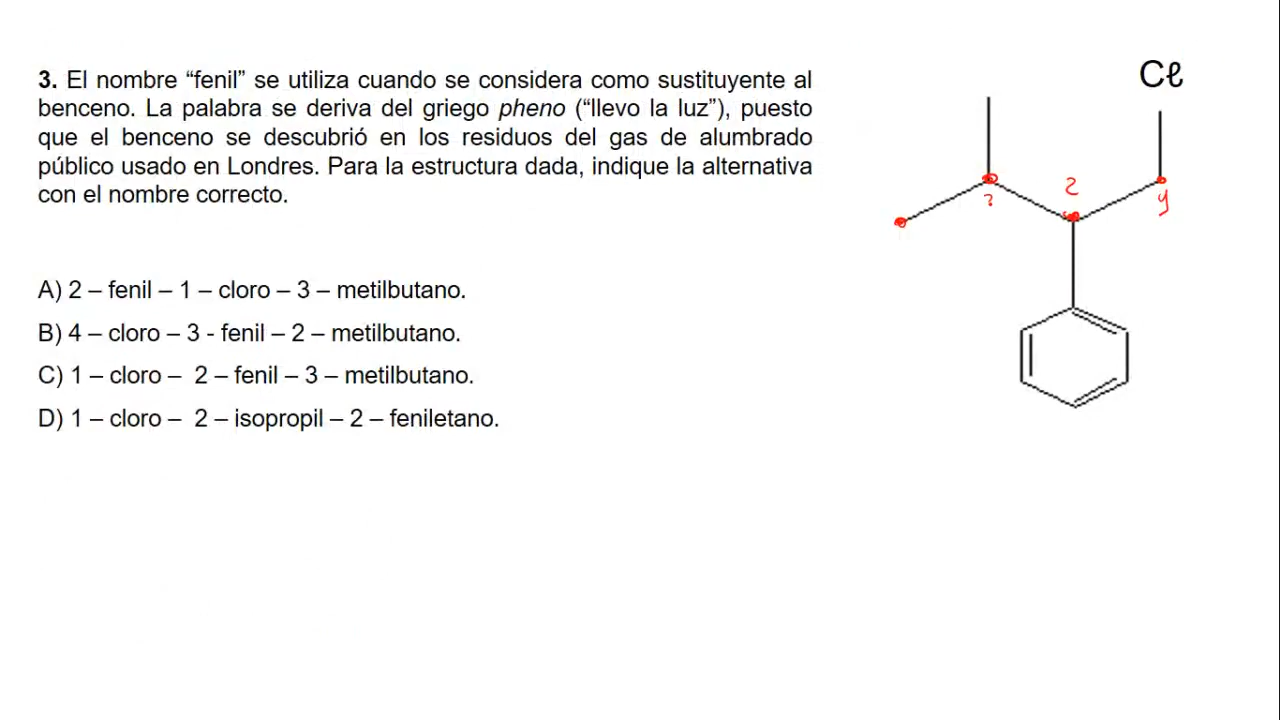 3. El nombre “fenil” se utiliza cuando se considera como sustituyente al
benceno. La palabra se deriva del griego pheno (“llevo la luz”), puesto
que el benceno se descubrió en los residuos del gas de alumbrado
público usado en Londres. Para la estructura dada, indique la alternativa
con el nombre correcto.
A) 2 – fenil – 1 – cloro – 3 – metilbutano.
B) 4 – cloro – 3 - fenil – 2 – metilbutano.
C) 1 – cloro – 2 – fenil – 3 – metilbutano.
D) 1 – cloro – 2 – isopropil – 2 – feniletano.
Cℓ
2